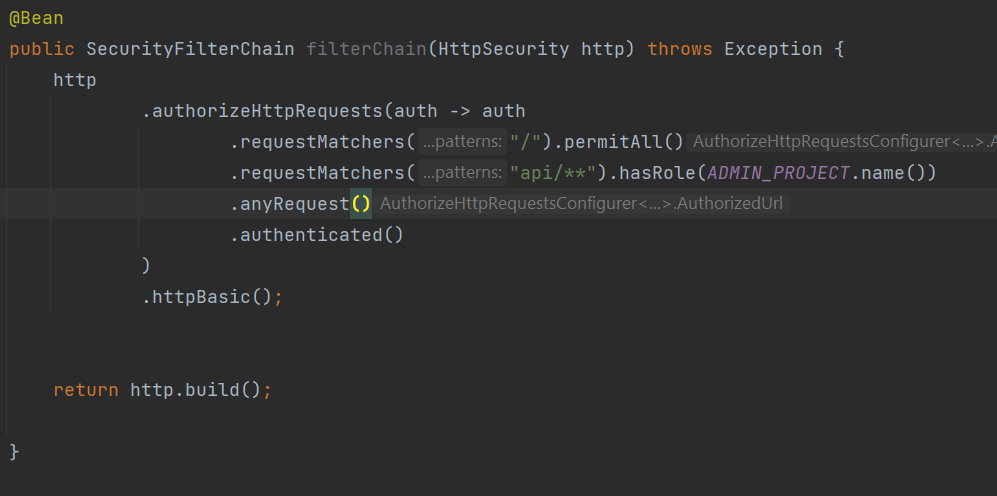 @Bean
public SecurityFilterChain filterChain(HttpSecurity http) throws Exception {
http
.authorizeHttpRequests(auth -> auth
.requestMatchers( ...patterns: "/").permitAll() AuthorizeHttpRequestsConfigurer<...>.A
.requestMatchers( ...patterns: "api/**").hasRole(ADMIN_PROJECT.name())
.anyRequest() AuthorizeHttpRequestsConfigurer<...>.AuthorizedUrl
.authenticated()
)
.httpBasic();
return http.build();
}